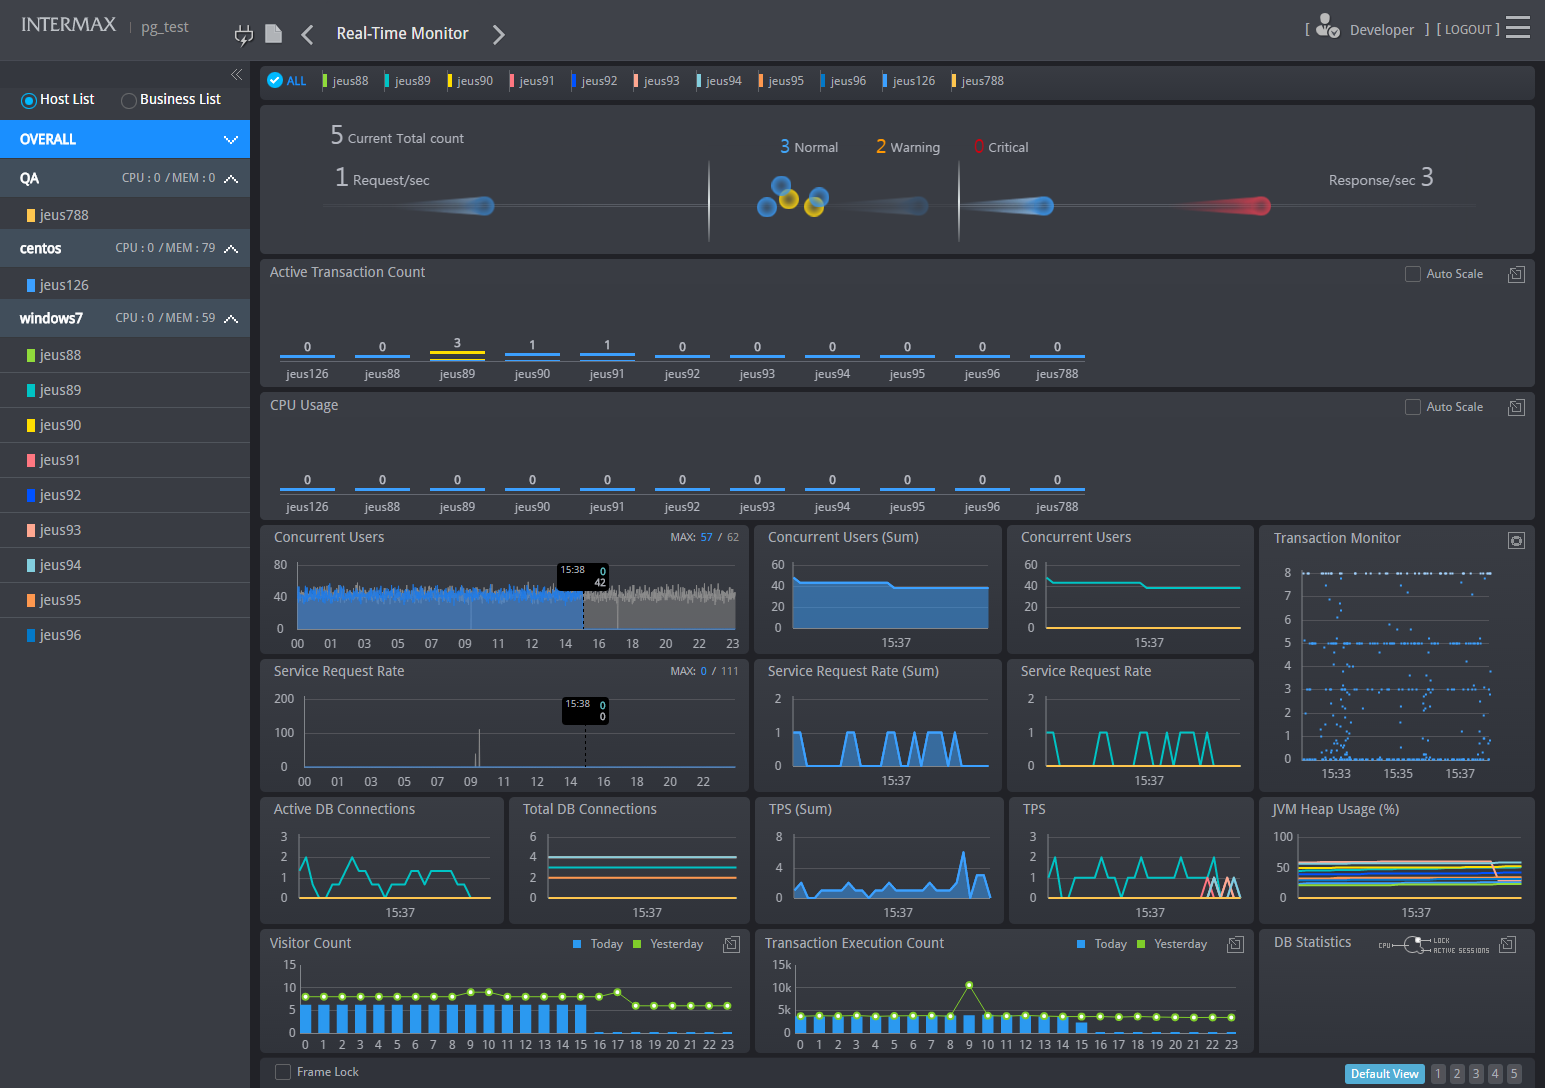 INTERMAX | pg_test
Real-Time Monitor
[ Developer ] [ LOGOUT ]
Host List Business List
OVERALL
QA CPU : 0 / MEM : 0
jeus788
centos CPU : 0 / MEM : 79
jeus126
windows7 CPU : 0 / MEM : 59
jeus88
jeus89
jeus90
jeus91
jeus92
jeus93
jeus94
jeus95
jeus96
ALL jeus88 jeus89 jeus90 jeus91 jeus92 jeus93 jeus94 jeus95 jeus96 jeus126 jeus788
5 Current Total count
3 Normal 2 Warning 0 Critical
1 Request/sec
Response/sec 3
Active Transaction Count
Auto Scale
0 0 3 1 1 0 0 0 0 0 0
jeus126 jeus88 jeus89 jeus90 jeus91 jeus92 jeus93 jeus94 jeus95 jeus96 jeus788
CPU Usage
Auto Scale
0 0 0 0 0 0 0 0 0 0 0
jeus126 jeus88 jeus89 jeus90 jeus91 jeus92 jeus93 jeus94 jeus95 jeus96 jeus788
Concurrent Users MAX: 57 / 62
80
40
0
15:38 0
42
00 01 03 05 07 09 11 12 14 16 18 20 22 23
Concurrent Users (Sum)
60
40
20
0
15:37
Concurrent Users
60
40
20
0
15:37
Transaction Monitor
8
7
6
5
4
3
2
1
0
15:33 15:35 15:37
Service Request Rate MAX: 0 / 111
200
100
0
15:38 0
0
00 01 03 05 07 09 11 12 14 16 18 20 22
Service Request Rate (Sum)
2
1
0
15:37
Service Request Rate
2
1
0
15:37
Active DB Connections
3
2
1
0
15:37
Total DB Connections
6
4
2
0
15:37
TPS (Sum)
8
4
0
15:37
TPS
3
2
1
0
15:37
JVM Heap Usage (%)
100
50
0
15:37
Visitor Count
Today Yesterday
15
10
5
0
0 1 2 3 4 5 6 7 8 9 10 11 12 13 14 15 16 17 18 19 20 21 22 23
Transaction Execution Count
Today Yesterday
15k
10k
5k
0
0 1 2 3 4 5 6 7 8 9 10 11 12 13 14 15 16 17 18 19 20 21 22 23
DB Statistics
CPU LOCK
ACTIVE SESSIONS
Frame Lock
Default View 1 2 3 4 5